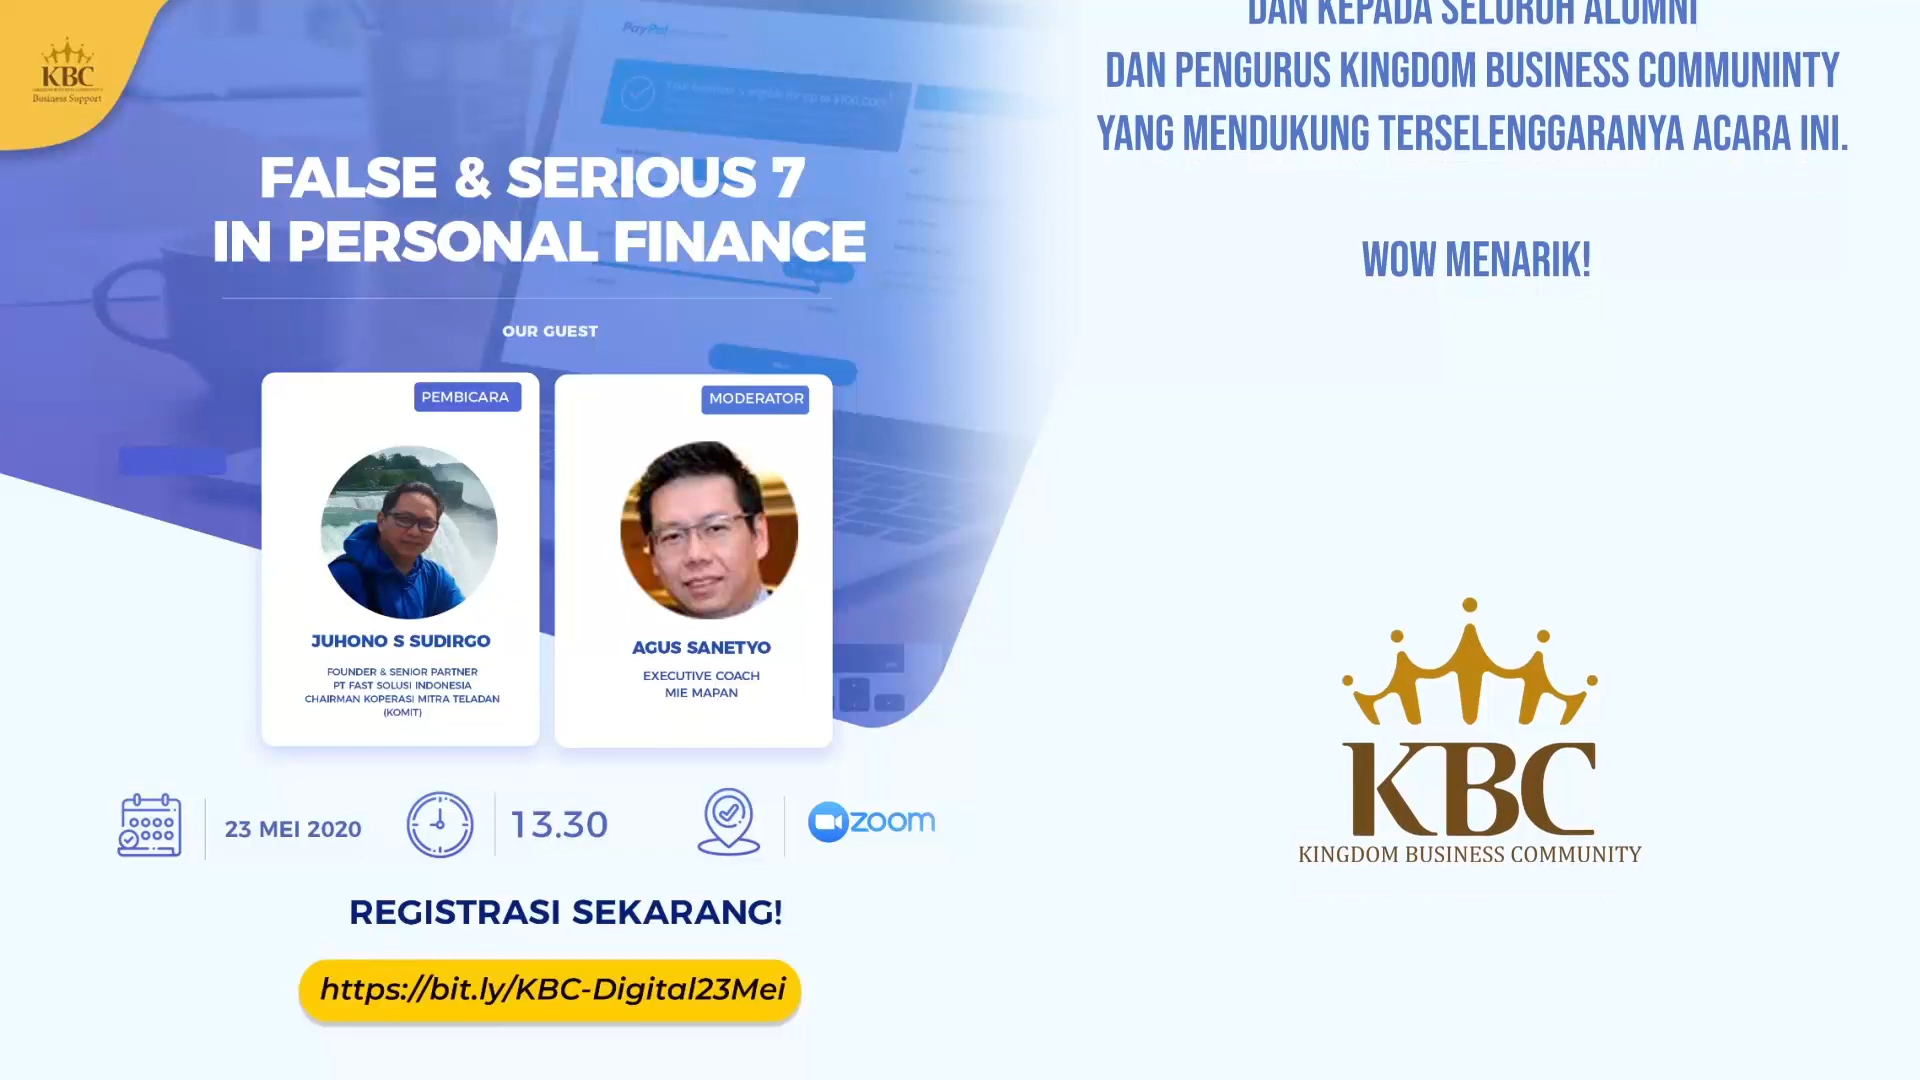 KBC
Business Support
PayPal
FALSE & SERIOUS 7
IN PERSONAL FINANCE
OUR GUEST
PEMBICARA
JUHONO S SUDIRGO
FOUNDER & SENIOR PARTNER
PT FAST SOLUSI INDONESIA
CHAIRMAN KOPERASI MITRA TELADAN
(KOMIT)
MODERATOR
AGUS SANETYO
EXECUTIVE COACH
MIE MAPAN
23 MEI 2020
13.30
zoom
REGISTRASI SEKARANG!
https://bit.ly/KBC-Digital23Mei
DAN KEPADA SELURUH ALUMNI
DAN PENGURUS KINGDOM BUSINESS COMMUNINTY
YANG MENDUKUNG TERSELENGGARANYA ACARA INI.
WOW MENARIK!
KBC
KINGDOM BUSINESS COMMUNITY